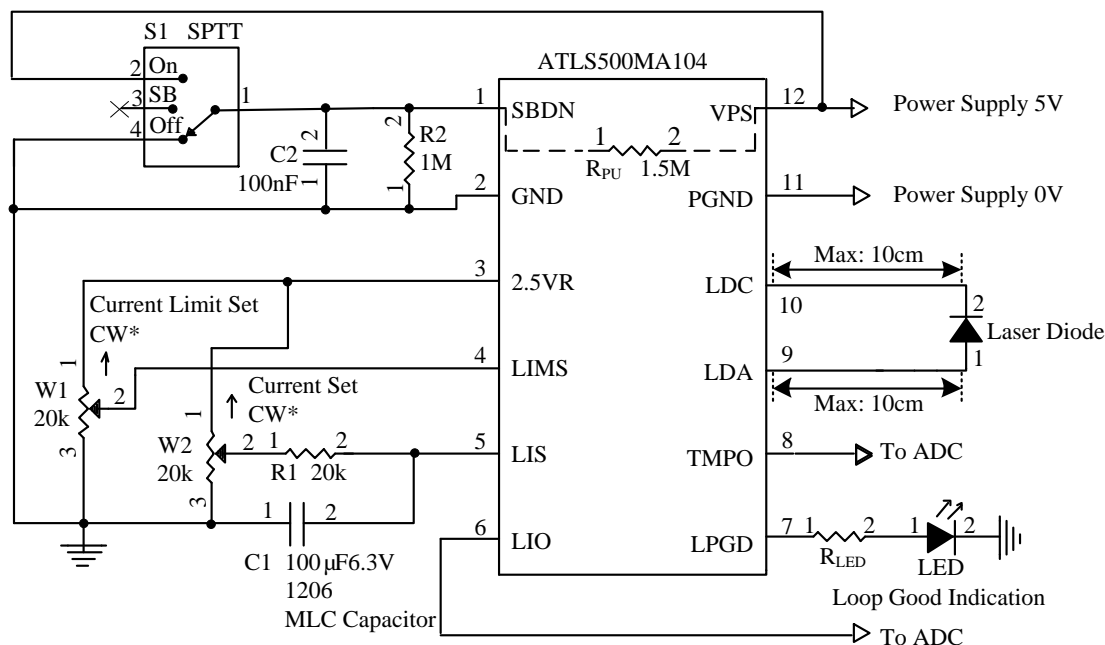 S1 SPTT
2 On
3 SB
4 Off
1
ATLS500MA104
1 SBDN
VPS 12
Power Supply 5V
2
C2
100nF
1
2
R2
1M
1
1 2
RPU 1.5M
2 GND
PGND 11
Power Supply 0V
3 2.5VR
LDC
10
Max: 10cm
2
Laser Diode
1
Current Limit Set
CW*
1
W1
20k
2
3
4 LIMS
LDA 9
Max: 10cm
Current Set
CW*
1
W2
20k
2
3
1 2
R1 20k
5 LIS
TMPO 8
To ADC
1 2
C1 100µF6.3V
1206
MLC Capacitor
6 LIO
LPGD 7
1 2
RLED
1 2
LED
Loop Good Indication
To ADC